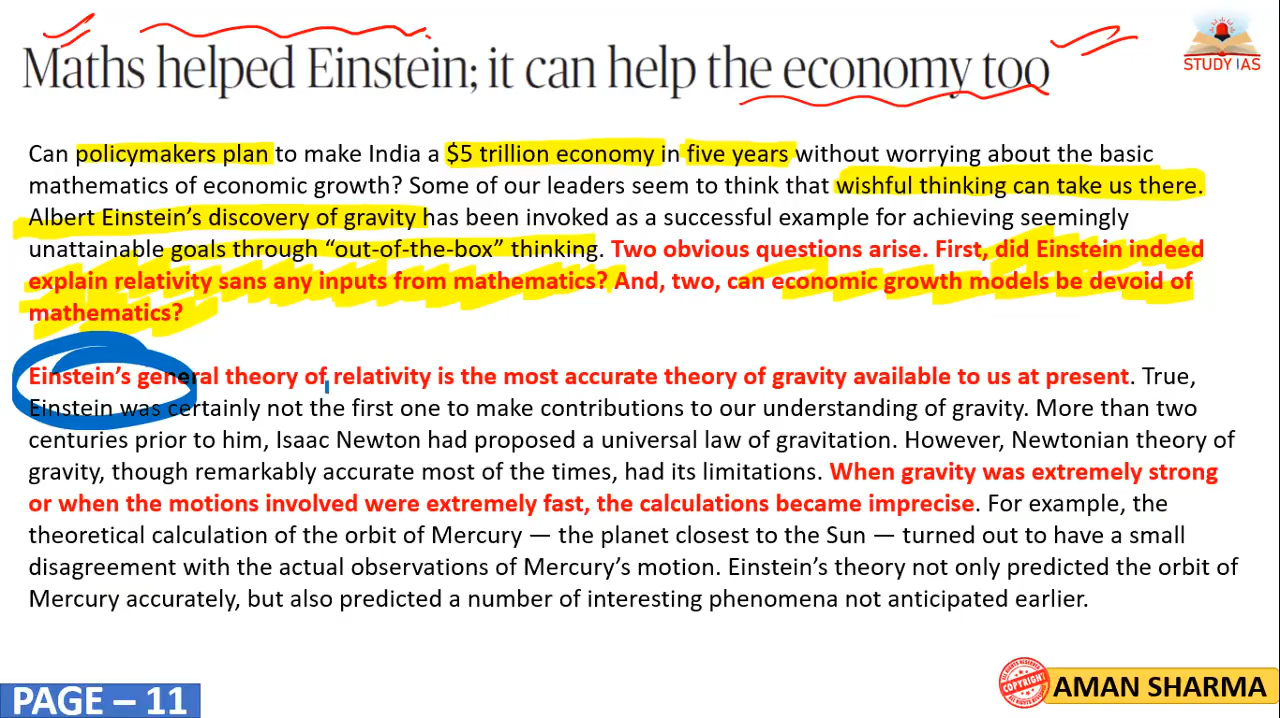 Maths helped Einstein; it can help the economy too
STUDY IAS
Can policymakers plan to make India a $5 trillion economy in five years without worrying about the basic
mathematics of economic growth? Some of our leaders seem to think that wishful thinking can take us there.
Albert Einstein’s discovery of gravity has been invoked as a successful example for achieving seemingly
unattainable goals through “out-of-the-box” thinking. Two obvious questions arise. First, did Einstein indeed
explain relativity sans any inputs from mathematics? And, two, can economic growth models be devoid of
mathematics?
Einstein’s general theory of relativity is the most accurate theory of gravity available to us at present. True,
Einstein was certainly not the first one to make contributions to our understanding of gravity. More than two
centuries prior to him, Isaac Newton had proposed a universal law of gravitation. However, Newtonian theory of
gravity, though remarkably accurate most of the times, had its limitations. When gravity was extremely strong
or when the motions involved were extremely fast, the calculations became imprecise. For example, the
theoretical calculation of the orbit of Mercury — the planet closest to the Sun — turned out to have a small
disagreement with the actual observations of Mercury’s motion. Einstein’s theory not only predicted the orbit of
Mercury accurately, but also predicted a number of interesting phenomena not anticipated earlier.
PAGE – 11
COPYRIGHT
AMAN SHARMA